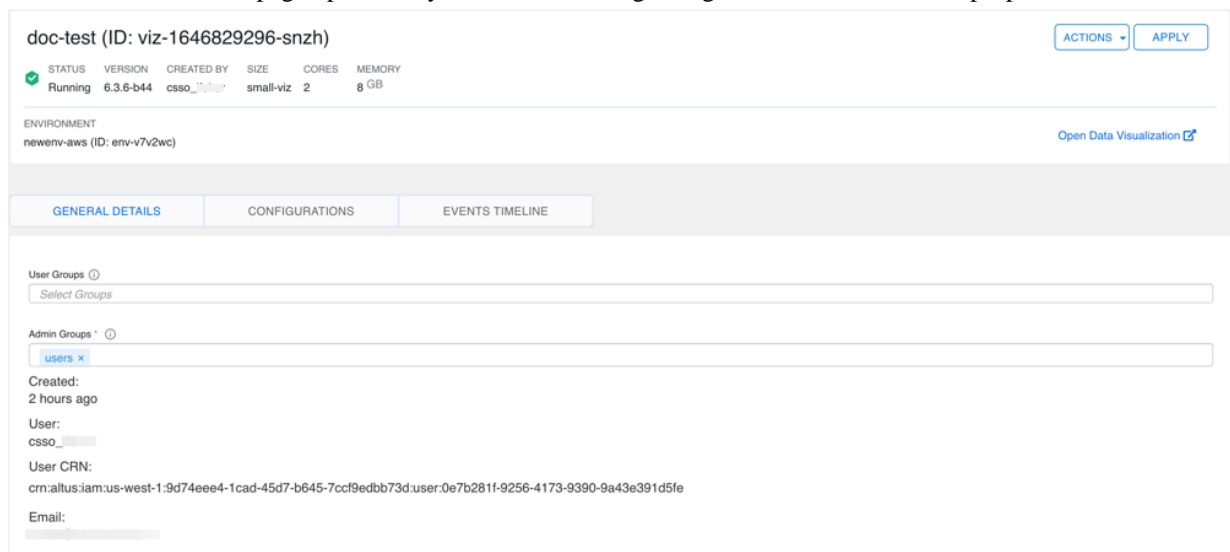 doc-test (ID: viz-1646829296-snzh)
ACTIONS APPLY
STATUS VERSION CREATED BY SIZE CORES MEMORY
Running 6.3.6-b44 csso_ small-viz 2 8 GB
ENVIRONMENT
newenv-aws (ID: env-v7v2wc)
Open Data Visualization
GENERAL DETAILS CONFIGURATIONS EVENTS TIMELINE
User Groups
Select Groups
Admin Groups *
users ×
Created:
2 hours ago
User:
csso_
User CRN:
crn:altus:iam:us-west-1:9d74eee4-1cad-45d7-b645-7ccf9edbb73d:user:0e7b281f-9256-4173-9390-9a43e391d5fe
Email: